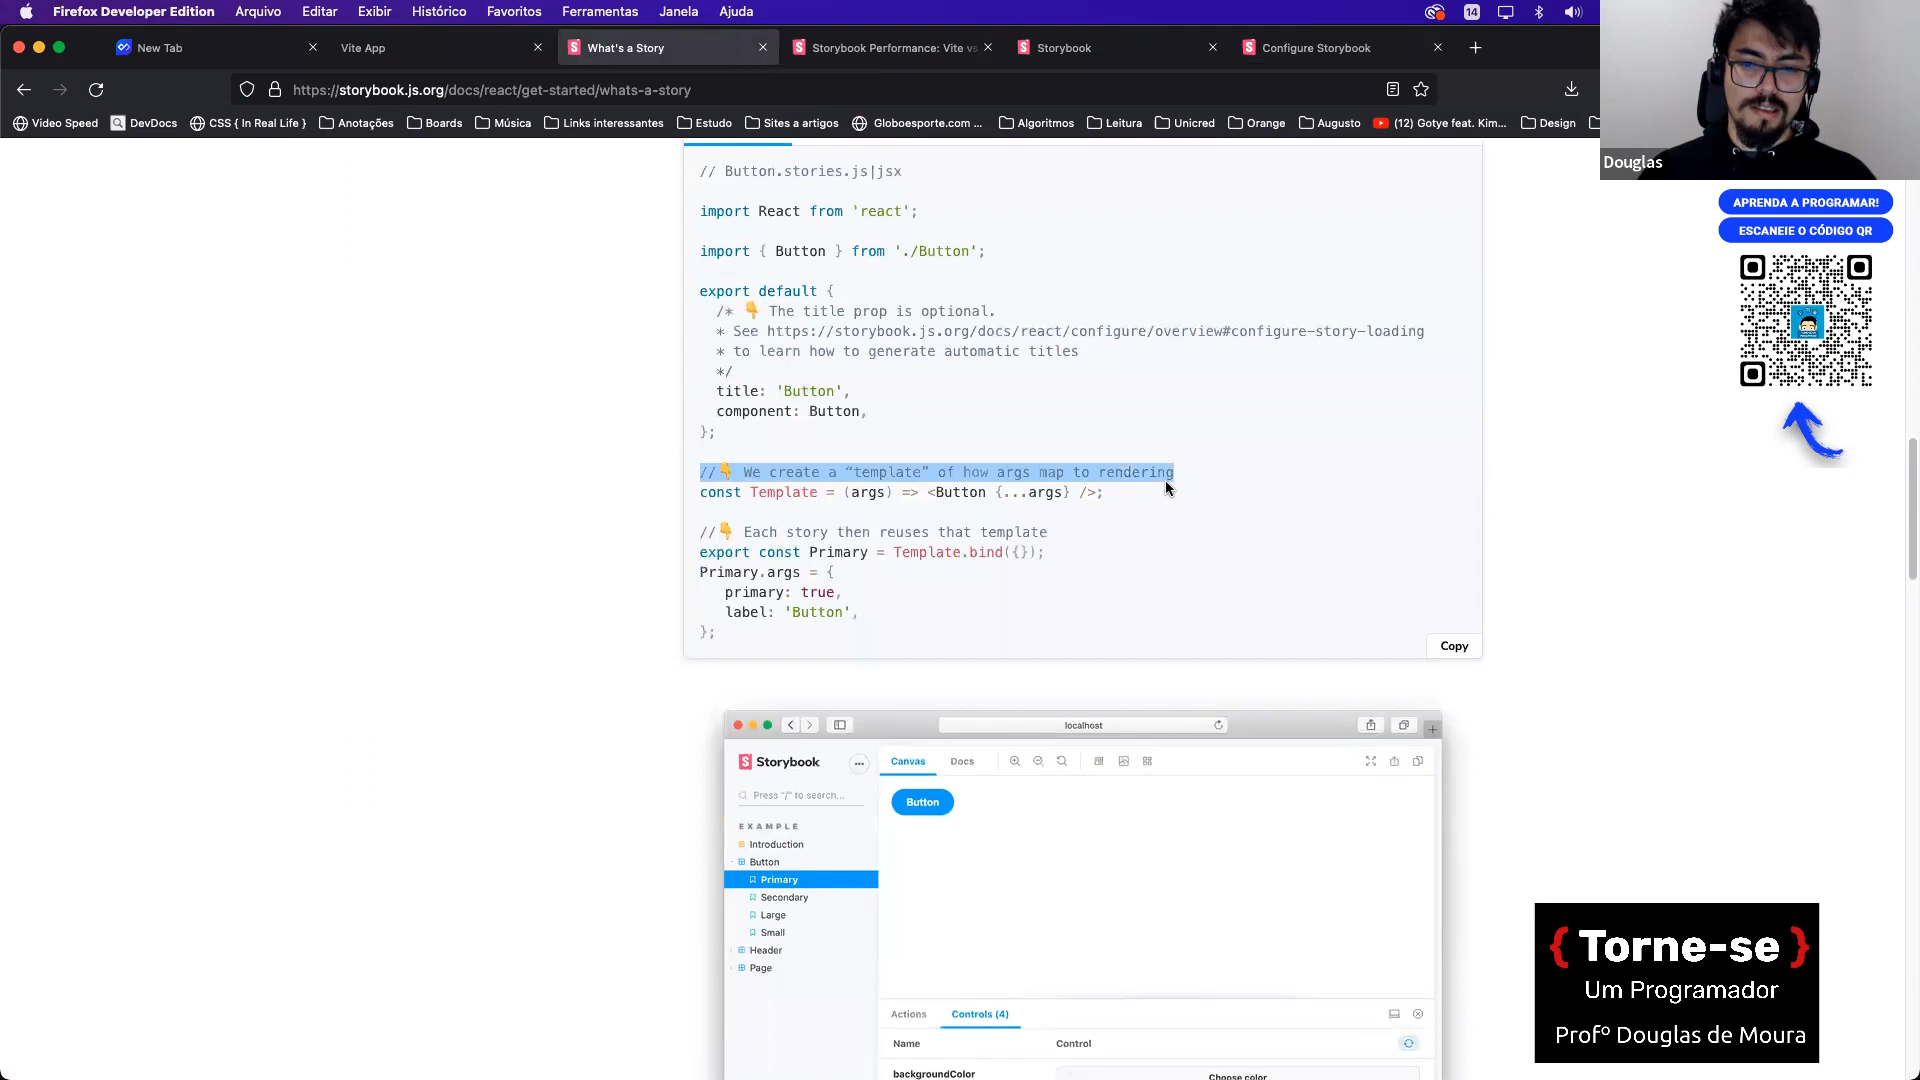 Firefox Developer Edition Arquivo Editar Exibir Histórico Favoritos Ferramentas Janela Ajuda 14
New Tab Vite App What's a Story Storybook Performance: Vite vs Storybook Configure Storybook
https://storybook.js.org/docs/react/get-started/whats-a-story
Video Speed DevDocs CSS { In Real Life } Anotações Boards Música Links interessantes Estudo Sites a artigos Globoesporte.com ... Algoritmos Leitura Unicred Orange Augusto (12) Gotye feat. Kim... Design
Douglas
APRENDA A PROGRAMAR!
ESCANEIE O CÓDIGO QR
// Button.stories.js|jsx
import React from 'react';
import { Button } from './Button';
export default {
/* 👇 The title prop is optional.
* See https://storybook.js.org/docs/react/configure/overview#configure-story-loading
* to learn how to generate automatic titles
*/
title: 'Button',
component: Button,
};
//👇 We create a “template” of how args map to rendering
const Template = (args) => <Button {...args} />;
//👇 Each story then reuses that template
export const Primary = Template.bind({});
Primary.args = {
primary: true,
label: 'Button',
};
Copy
localhost
Storybook
Canvas Docs
Press "/" to search...
Button
EXAMPLE
Introduction
Button
Primary
Secondary
Large
Small
Header
Page
Actions Controls (4)
Name Control
backgroundColor Choose color
{ Torne-se }
Um Programador
Profº Douglas de Moura